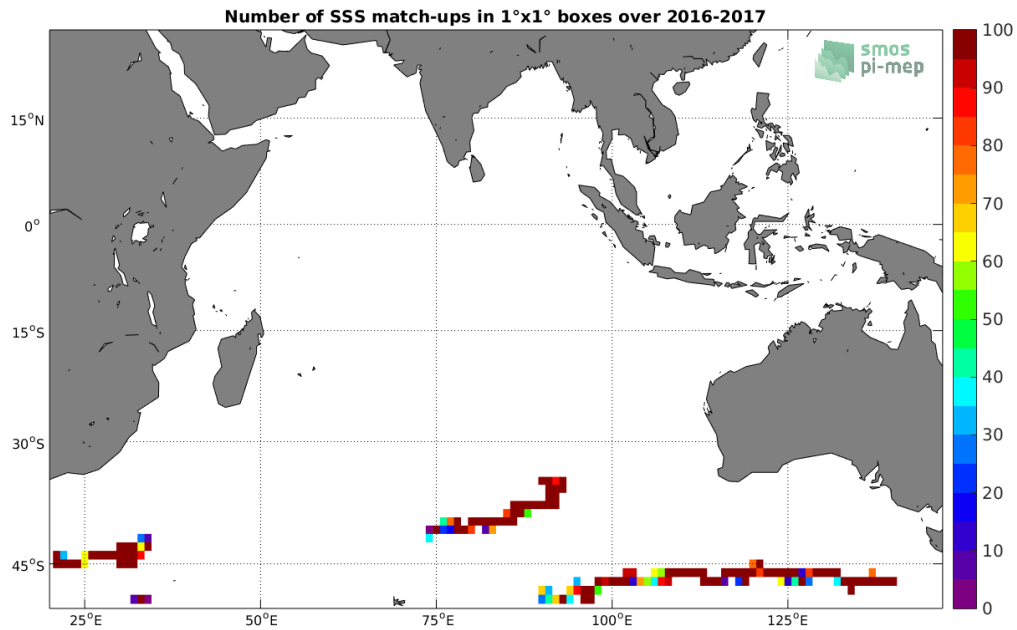 Number of SSS match-ups in 1°x1° boxes over 2016-2017
smos
pi-mep
100
90
80
70
60
50
40
30
20
10
0
15°N
0°
15°S
30°S
45°S
25°E
50°E
75°E
100°E
125°E